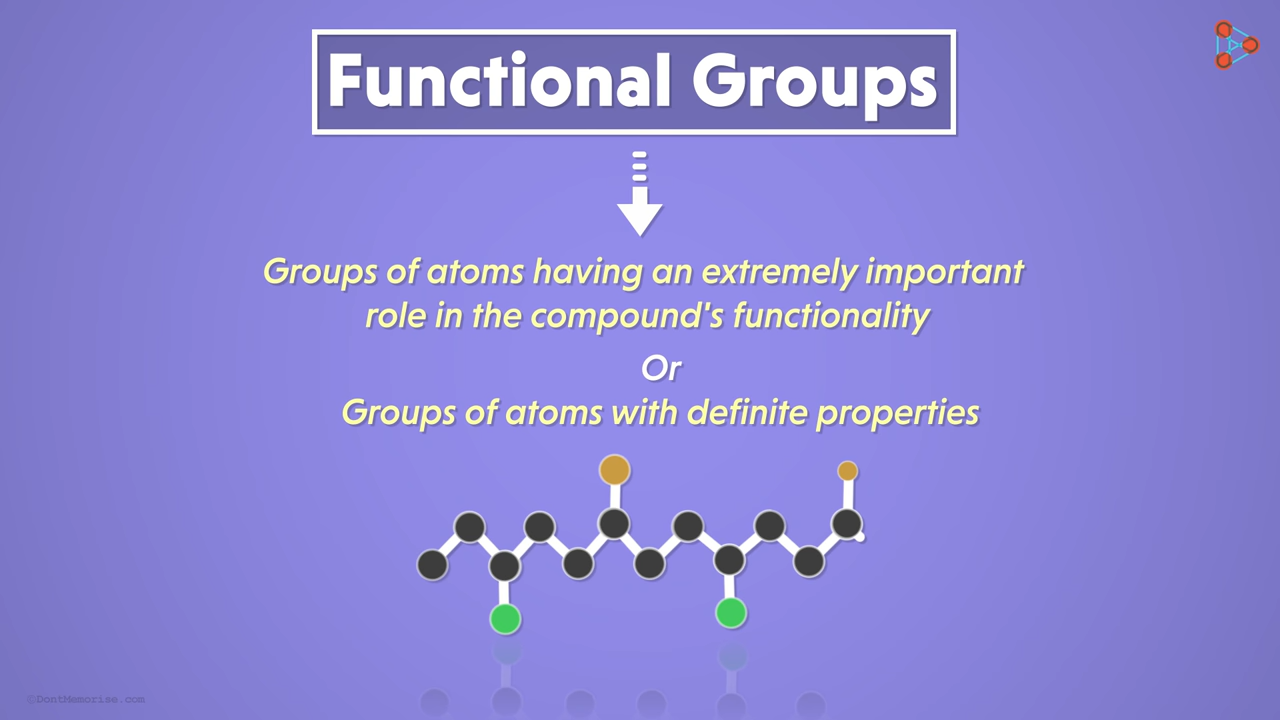 Functional Groups
Groups of atoms having an extremely important
role in the compound's functionality
Or
Groups of atoms with definite properties
©DontMemorise.com